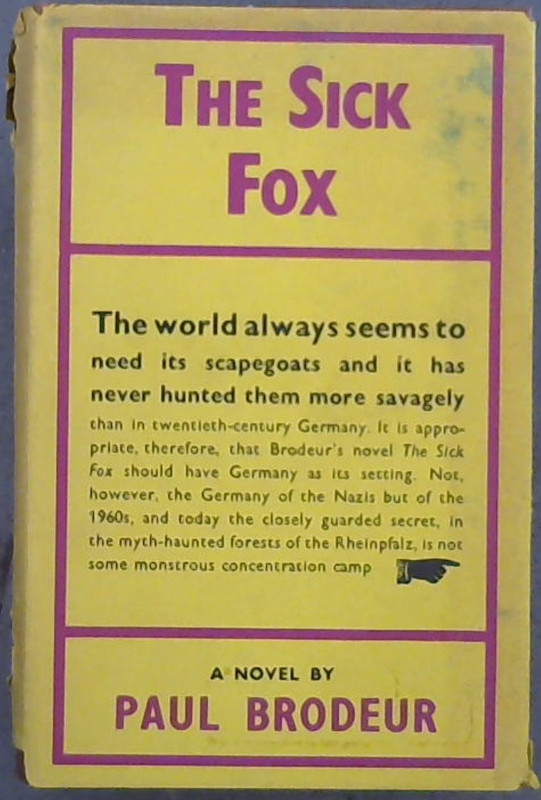 THE SICK
FOX
The world always seems to
need its scapegoats and it has
never hunted them more savagely
than in twentieth-century Germany. It is appro-
priate, therefore, that Brodeur's novel The Sick
Fox should have Germany as its setting. Not,
however, the Germany of the Nazis but of the
1960s, and today the closely guarded secret, in
the myth-haunted forests of the Rheinpfalz, is not
some monstrous concentration camp
A NOVEL BY
PAUL BRODEUR